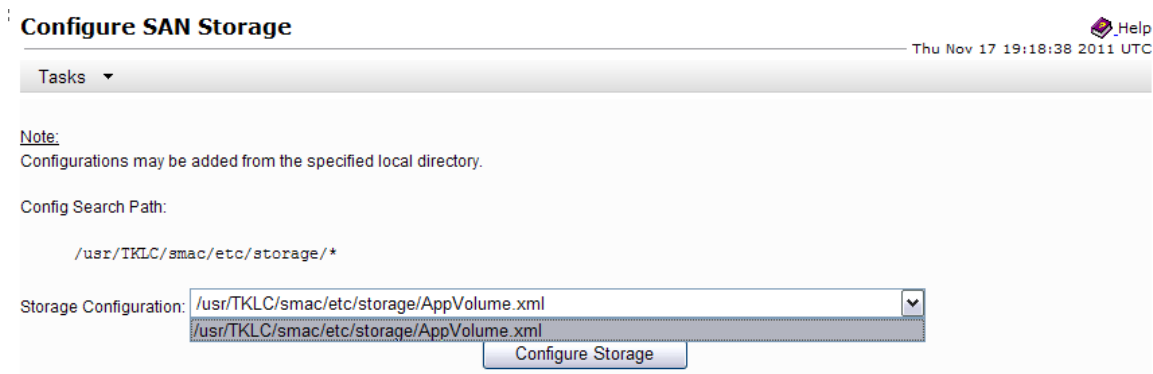 Configure SAN Storage
Help
Thu Nov 17 19:18:38 2011 UTC
Tasks
Note:
Configurations may be added from the specified local directory.
Config Search Path:
/usr/TKLC/smac/etc/storage/*
Storage Configuration: /usr/TKLC/smac/etc/storage/AppVolume.xml
/usr/TKLC/smac/etc/storage/AppVolume.xml
Configure Storage